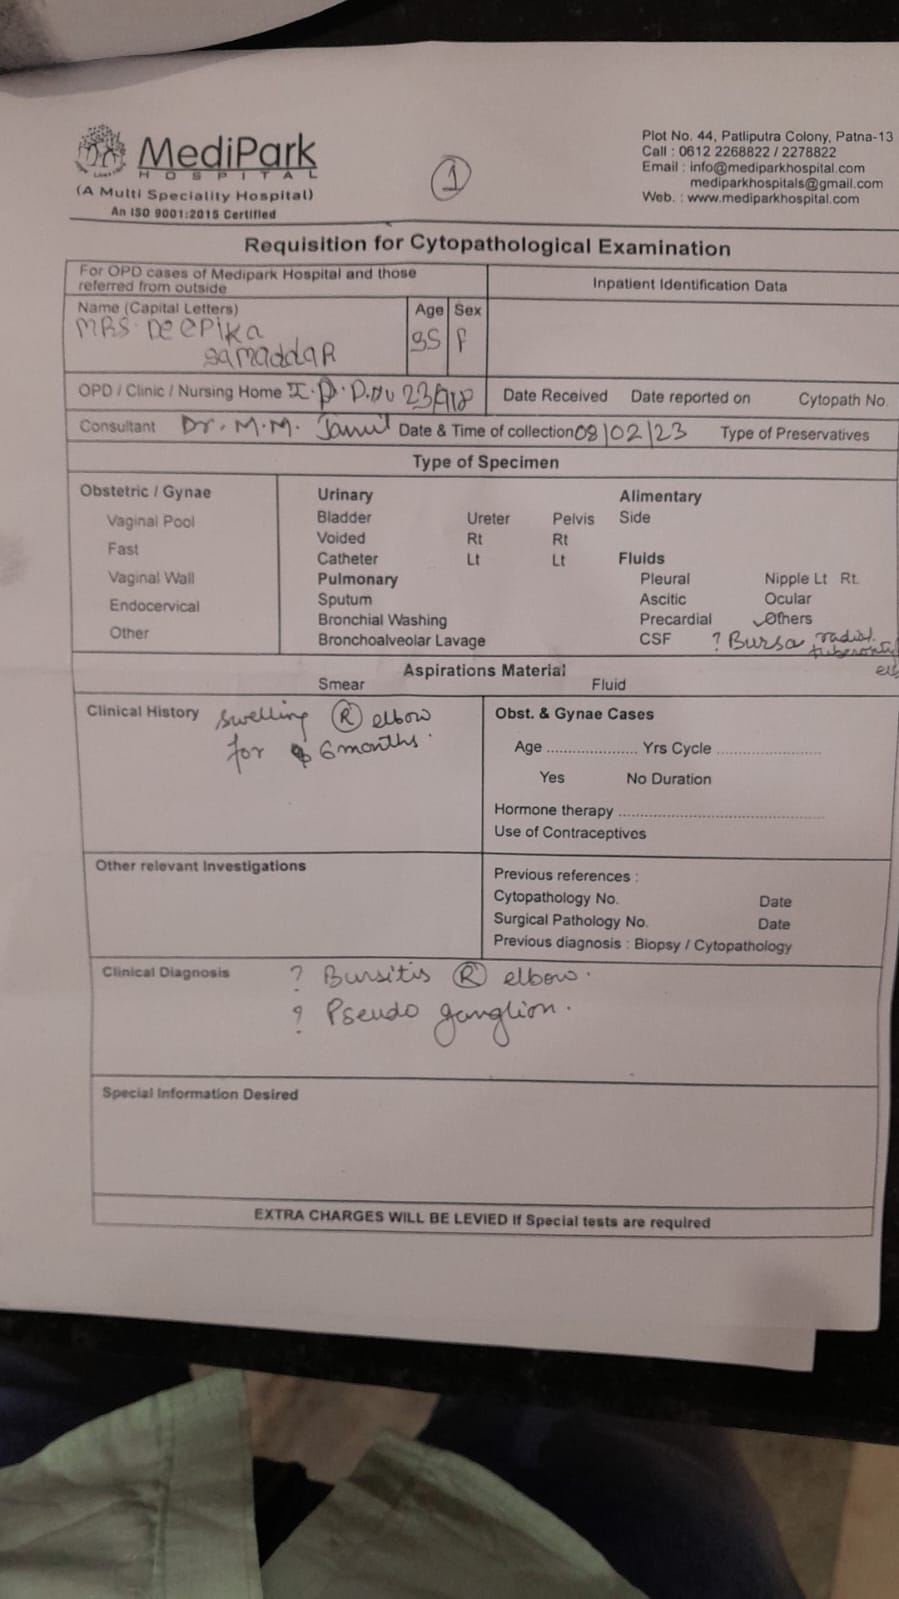 MediPark
HOSPITAL
(A Multi Speciality Hospital)
An ISO 9001:2015 Certified
1
Plot No. 44, Patliputra Colony, Patna-13
Call : 0612 2268822 / 2278822
Email : info@mediparkhospital.com
mediparkhospitals@gmail.com
Web. : www.mediparkhospital.com
Requisition for Cytopathological Examination
For OPD cases of Medipark Hospital and those
referred from outside
Inpatient Identification Data
Name (Capital Letters) Age Sex
MRS. DeePika
samaddaR
35 F
OPD / Clinic / Nursing Home I.P.D. Date Received Date reported on Cytopath No.
Consultant Dr. M.M. Jamil Date & Time of collection 08/02/23 Type of Preservatives
Type of Specimen
Obstetric / Gynae
Vaginal Pool
Fast
Vaginal Wall
Endocervical
Other
Urinary
Bladder Ureter Pelvis
Voided Rt Rt
Catheter Lt Lt
Pulmonary
Sputum
Bronchial Washing
Bronchoalveolar Lavage
Alimentary
Side
Fluids
Pleural Nipple Lt Rt.
Ascitic Ocular
Precardial Others
CSF ? Bursa radial
Aspirations Material
Smear Fluid
Clinical History swelling R elbow
for 6 months.
Obst. & Gynae Cases
Age .................... Yrs Cycle .......................
Yes No Duration
Hormone therapy .............................................
Use of Contraceptives
Other relevant Investigations
Previous references :
Cytopathology No. Date
Surgical Pathology No. Date
Previous diagnosis : Biopsy / Cytopathology
Clinical Diagnosis ? Bursitis R elbow.
? Pseudo ganglion.
Special Information Desired
EXTRA CHARGES WILL BE LEVIED If Special tests are required